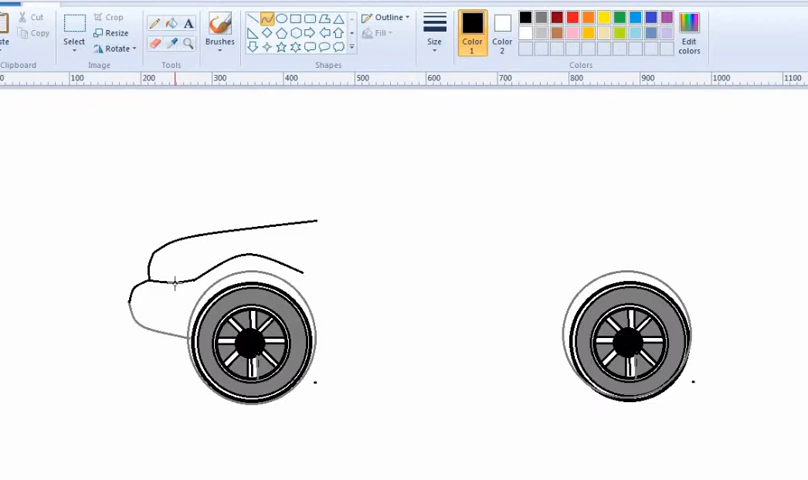 Cut
Copy
Clipboard
Select
Crop
Resize
Rotate
Image
A
Tools
Brushes
Shapes
Outline
Fill
Size
Color
1
Color
2
Edit
colors
Colors
100 200 300 400 500 600 700 800 900 1000 1100